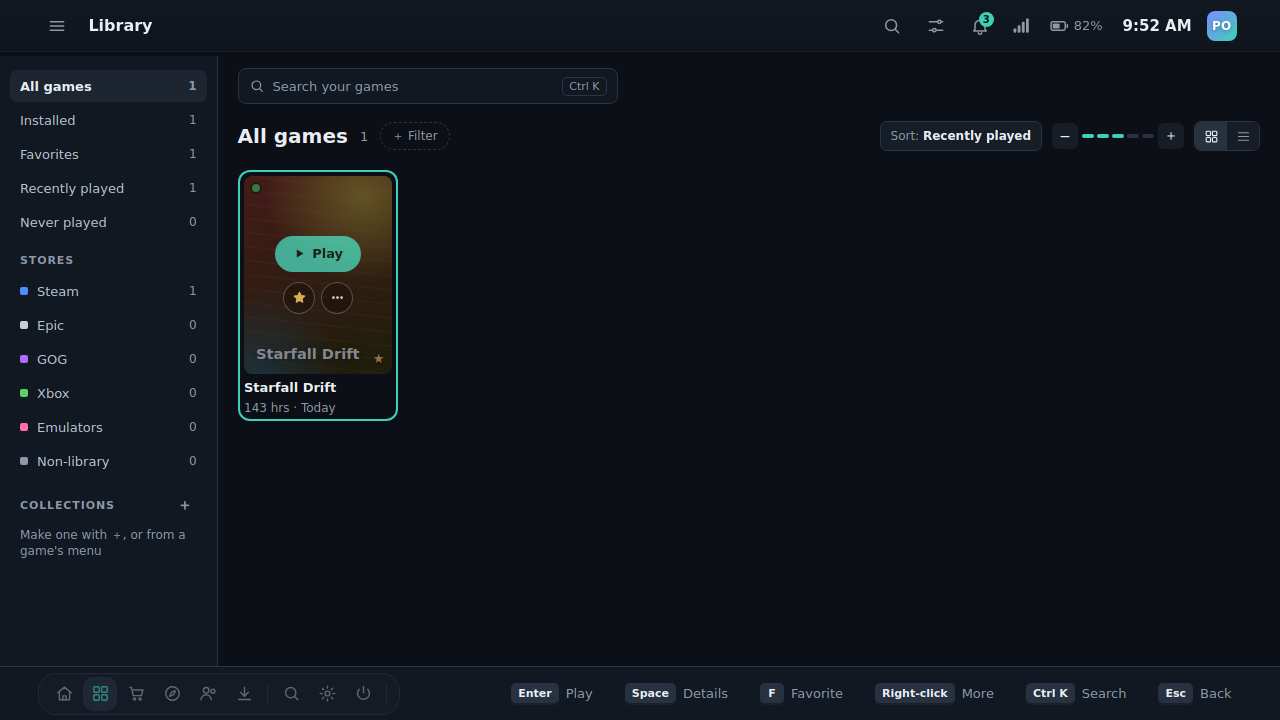 Library
3
82%
9:52 AM
PO
All games 1
Installed 1
Favorites 1
Recently played 1
Never played 0
STORES
Steam 1
Epic 0
GOG 0
Xbox 0
Emulators 0
Non-library 0
COLLECTIONS +
Make one with +, or from a
game's menu
Search your games Ctrl K
All games 1 + Filter
Sort: Recently played
− +
Play
Starfall Drift
Starfall Drift
143 hrs · Today
Enter Play Space Details F Favorite Right-click More Ctrl K Search Esc Back